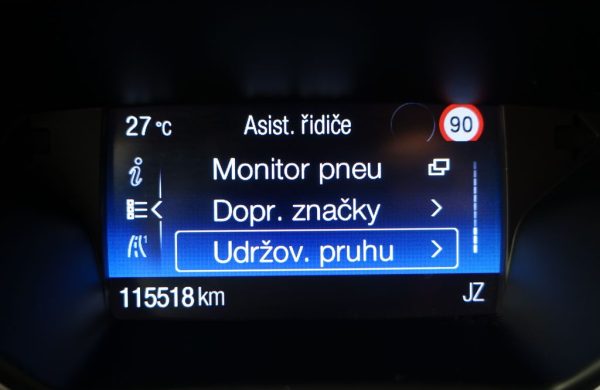 27 °C Asist. řidiče 90
i Monitor pneu
Dopr. značky
Udržov. pruhu
115518 km JZ